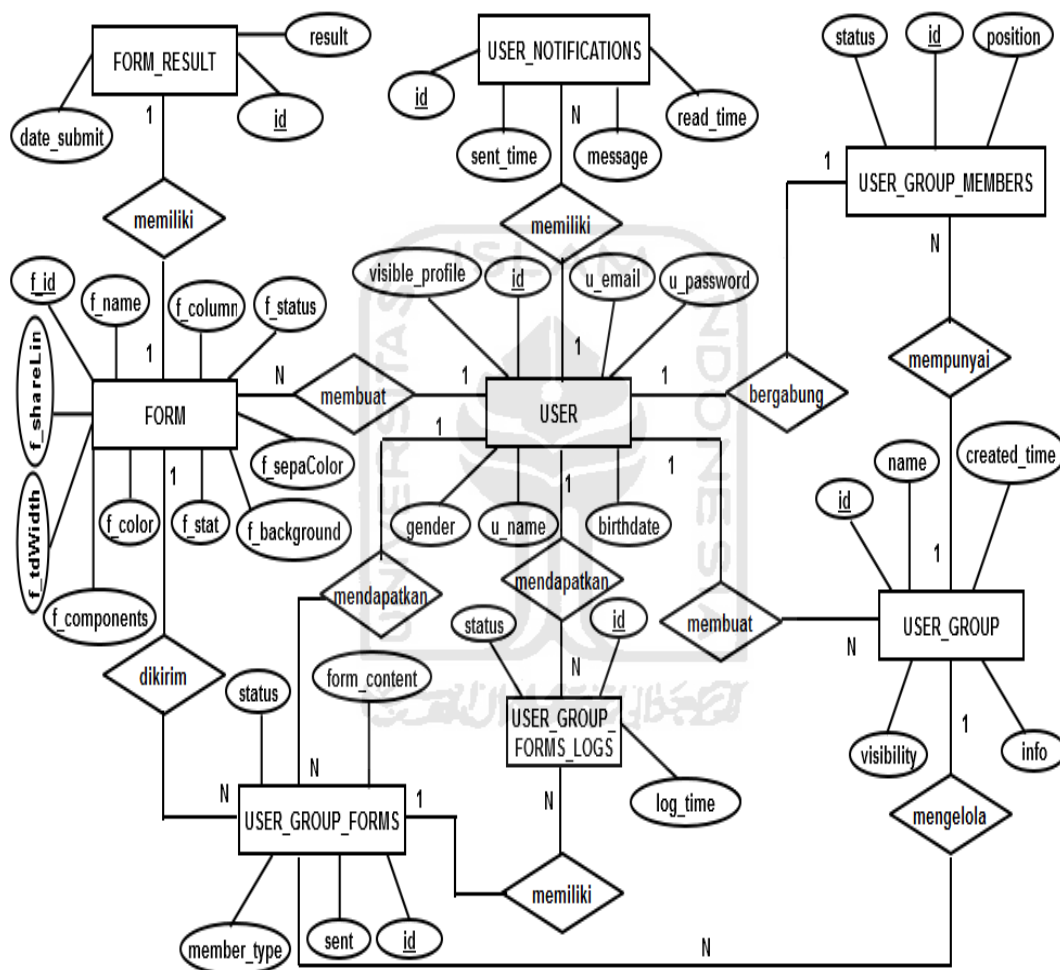 result
status
id
position
FORM_RESULT
USER_NOTIFICATIONS
id
date_submit
id
1
N
read_time
sent_time
message
1
USER_GROUP_MEMBERS
memiliki
memiliki
N
ISLAM
f_id
f_name
f_column
f_status
visible_profile
id
u_email
u_password
UNIVERSITAS
INDONESIA
f_shareLin
1
1
mempunyai
N
membuat
1
1
bergabung
FORM
USER
f_sepaColor
1
1
1
1
created_time
name
id
f_tdWidth
f_color
f_stat
f_background
gender
u_name
birthdate
1
mendapatkan
mendapatkan
f_components
status
id
membuat
N
USER_GROUP
dikirim
status
form_content
N
USER_GROUP_
FORMS_LOGS
visibility
1
info
N
N
1
N
log_time
USER_GROUP_FORMS
mengelola
memiliki
member_type
sent
id
N